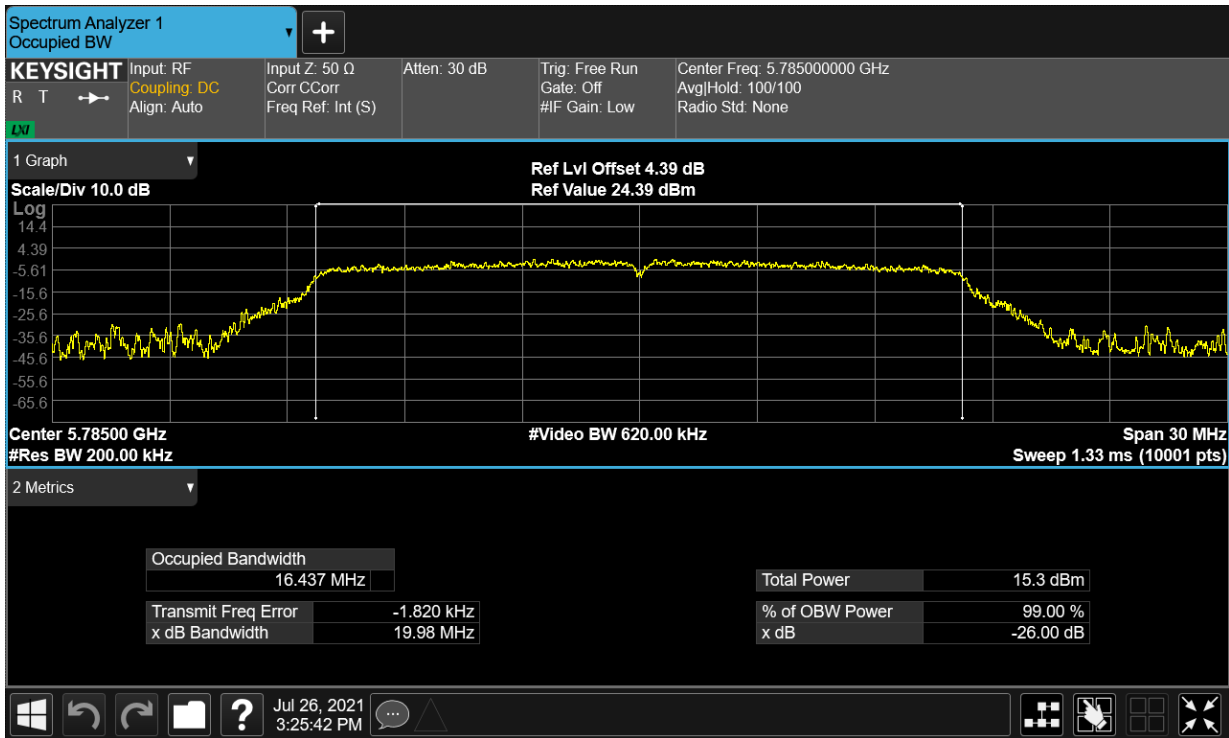 Spectrum Analyzer 1
Occupied BW
+
KEYSIGHT
R T
LXI
Input: RF
Coupling: DC
Align: Auto
Input Z: 50 Ω
Corr CCorr
Freq Ref: Int (S)
Atten: 30 dB
Trig: Free Run
Gate: Off
#IF Gain: Low
Center Freq: 5.785000000 GHz
Avg|Hold: 100/100
Radio Std: None
1 Graph
Scale/Div 10.0 dB
Ref Lvl Offset 4.39 dB
Ref Value 24.39 dBm
Log
14.4
4.39
-5.61
-15.6
-25.6
-35.6
-45.6
-55.6
-65.6
Center 5.78500 GHz
#Res BW 200.00 kHz
#Video BW 620.00 kHz
Span 30 MHz
Sweep 1.33 ms (10001 pts)
2 Metrics
Occupied Bandwidth
16.437 MHz
Transmit Freq Error -1.820 kHz
x dB Bandwidth 19.98 MHz
Total Power 15.3 dBm
% of OBW Power 99.00 %
x dB -26.00 dB
?
Jul 26, 2021
3:25:42 PM